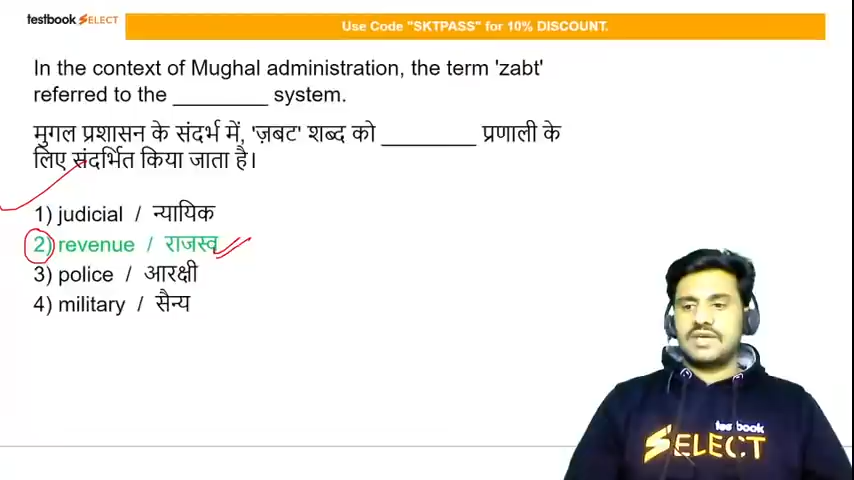 testbook SELECT
Use Code "SKTPASS" for 10% DISCOUNT.
In the context of Mughal administration, the term 'zabt'
referred to the ________ system.
मुगल प्रशासन के संदर्भ में, 'ज़बट' शब्द को ________ प्रणाली के
लिए संदर्भित किया जाता है।
1) judicial / न्यायिक
2) revenue / राजस्व
3) police / आरक्षी
4) military / सैन्य
testbook
SELECT